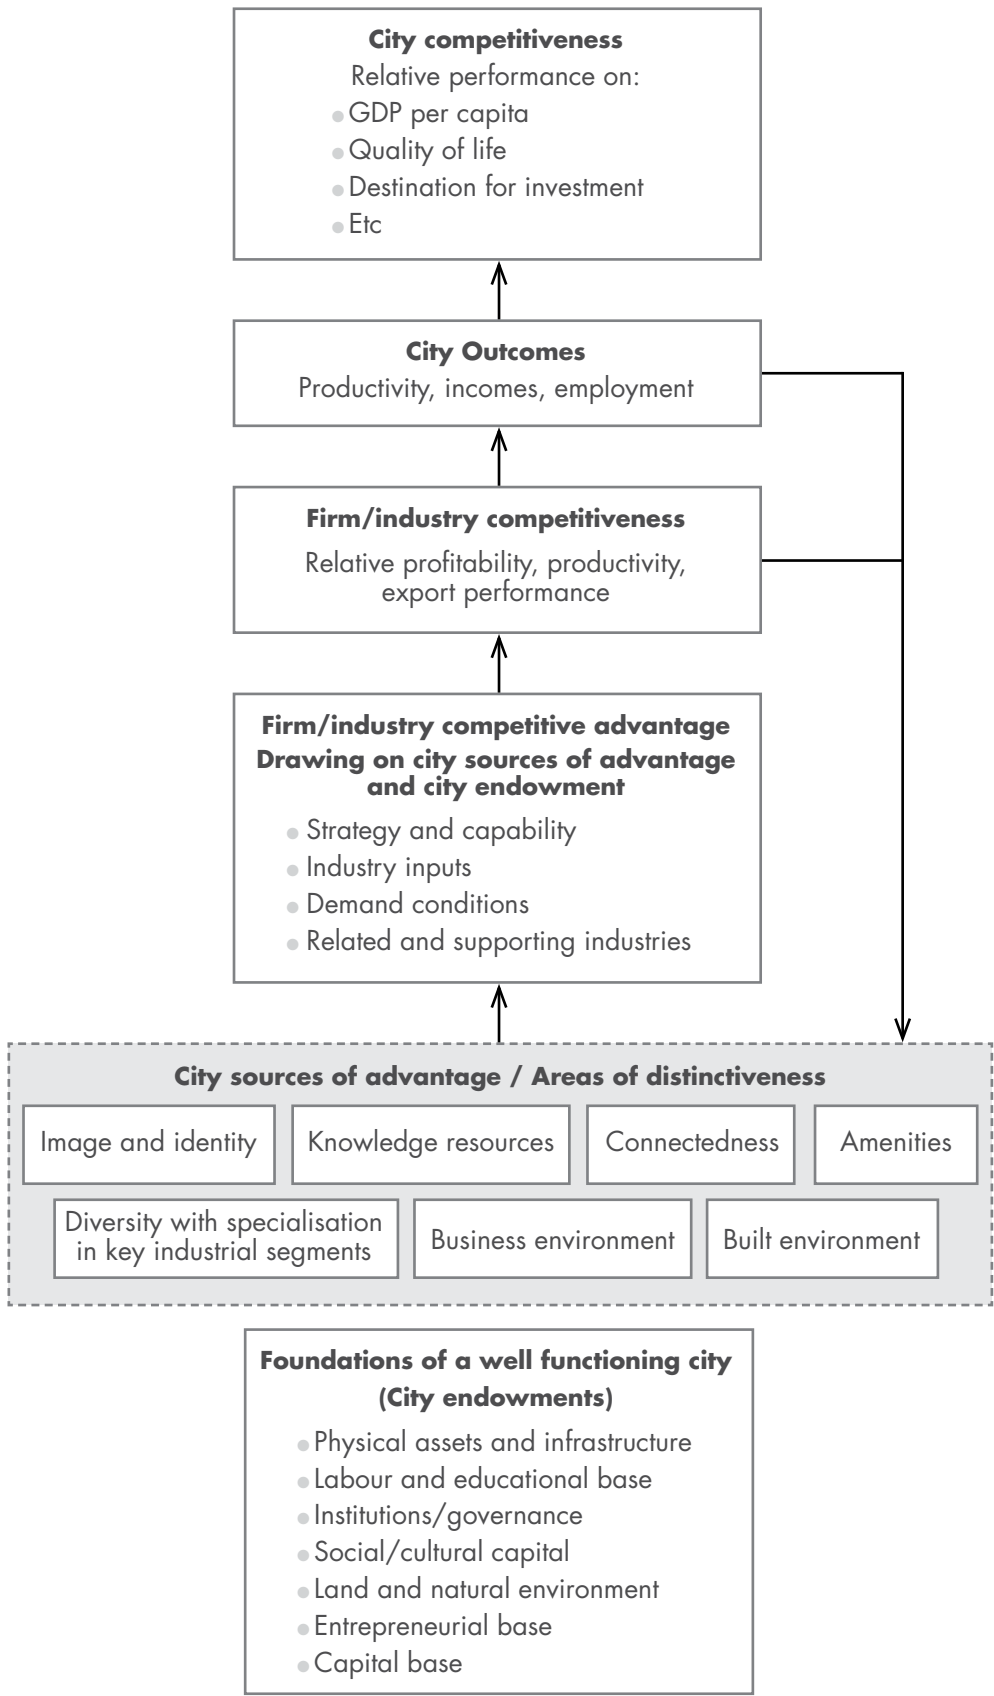 City competitiveness
Relative performance on:
GDP per capita
Quality of life
Destination for investment
Etc
City Outcomes
Productivity, incomes, employment
Firm/industry competitiveness
Relative profitability, productivity,
export performance
Firm/industry competitive advantage
Drawing on city sources of advantage
and city endowment
Strategy and capability
Industry inputs
Demand conditions
Related and supporting industries
City sources of advantage / Areas of distinctiveness
Image and identity
Knowledge resources
Connectedness
Amenities
Diversity with specialisation
in key industrial segments
Business environment
Built environment
Foundations of a well functioning city
(City endowments)
Physical assets and infrastructure
Labour and educational base
Institutions/governance
Social/cultural capital
Land and natural environment
Entrepreneurial base
Capital base